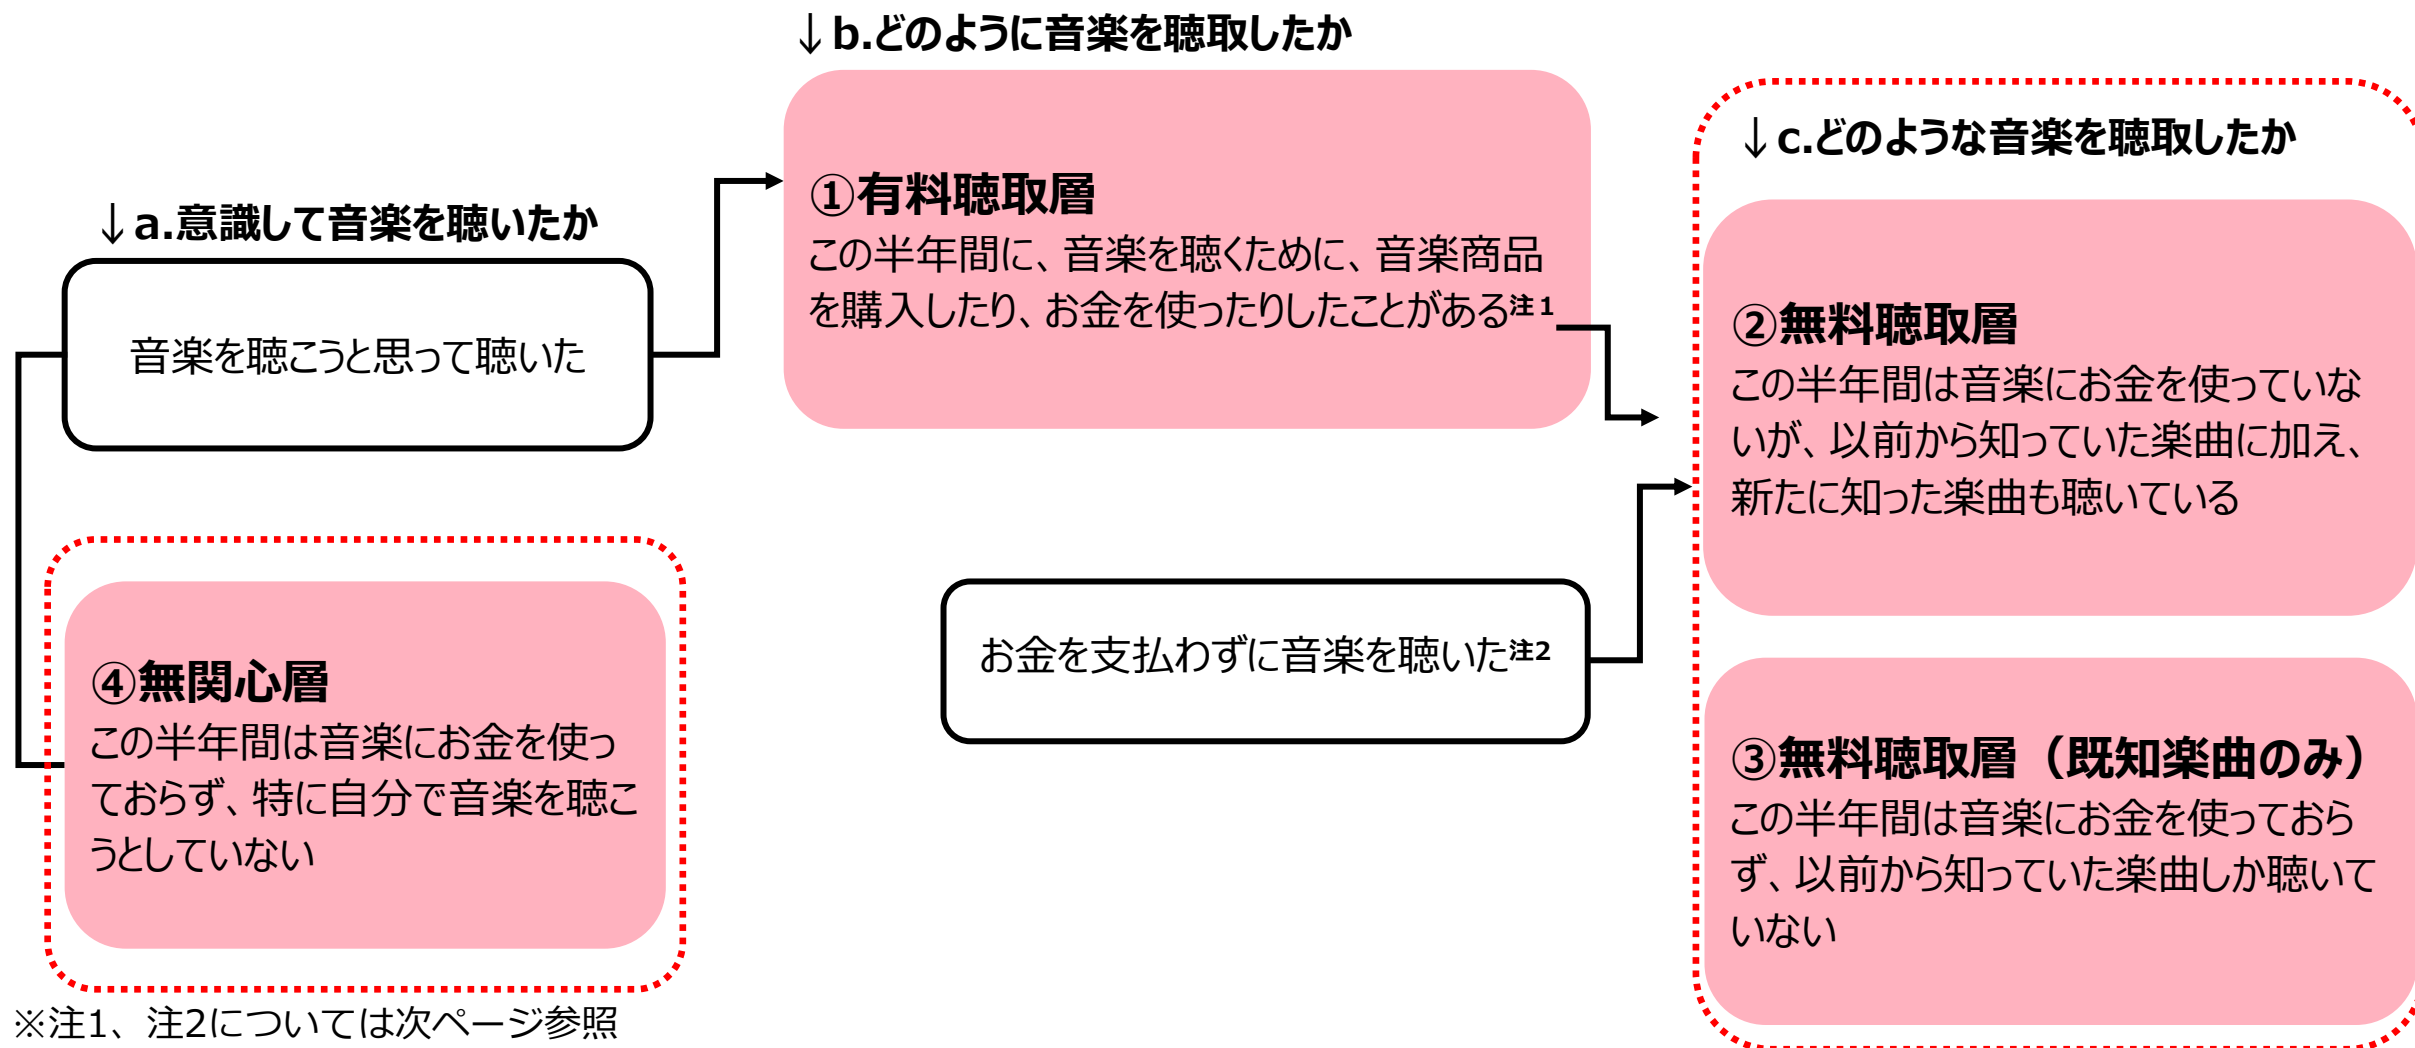 ↓a.意識して音楽を聴いたか
音楽を聴こうと思って聴いた
④無関心層
この半年間は音楽にお金を使っ
ておらず、特に自分で音楽を聴こ
うとしていない
※注1、注2については次ページ参照
↓b.どのように音楽を聴取したか
①有料聴取層
この半年間に、音楽を聴くために、音楽商品
を購入したり、お金を使ったりしたことがある注1
お金を支払わずに音楽を聴いた注2
↓c.どのような音楽を聴取したか
②無料聴取層
この半年間は音楽にお金を使っていな
いが、以前から知っていた楽曲に加え、
新たに知った楽曲も聴いている
③無料聴取層（既知楽曲のみ）
この半年間は音楽にお金を使っておら
ず、以前から知っていた楽曲しか聴いて
いない